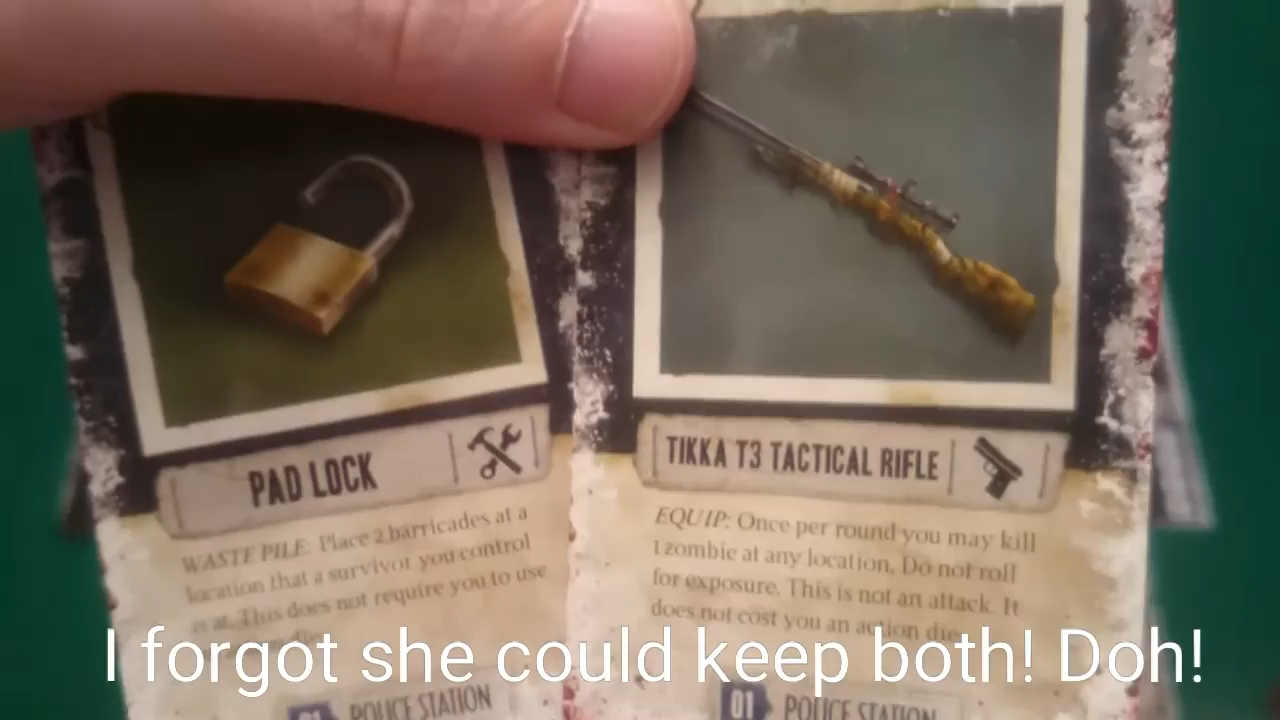 PAD LOCK
WASTE PILE: Place 2 barricades at a
location that a survivor you control
is at. This does not require you to use
TIKKA T3 TACTICAL RIFLE
EQUIP: Once per round you may kill
1 zombie at any location. Do not roll
for exposure. This is not an attack. It
does not cost you an action die.
I forgot she could keep both! Doh!
01 POLICE STATION
01 POLICE STATION